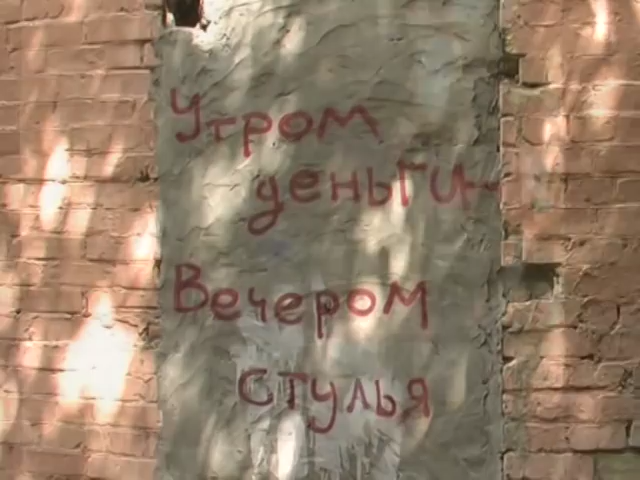 Утром
деньги-
Вечером
стулья